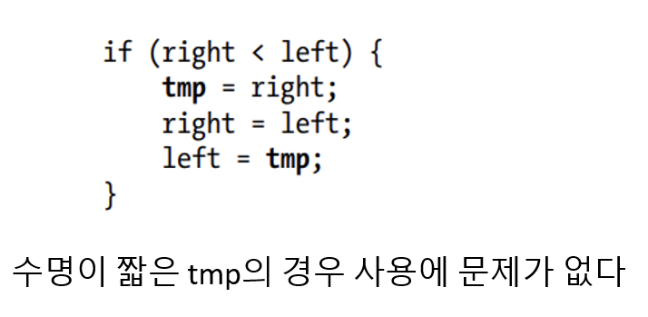 if (right < left) {
    tmp = right;
    right = left;
    left = tmp;
}
수명이 짧은 tmp의 경우 사용에 문제가 없다